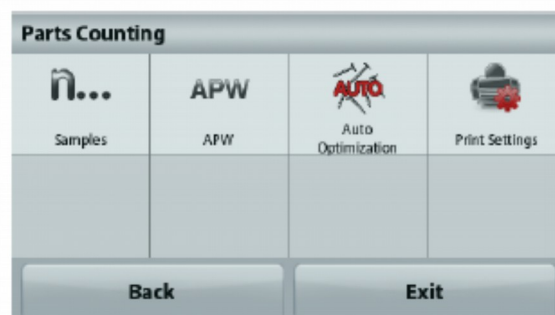 Parts Counting
n...
APW
AUTO
Samples
APW
Auto
Optimization
Print Settings
Back
Exit